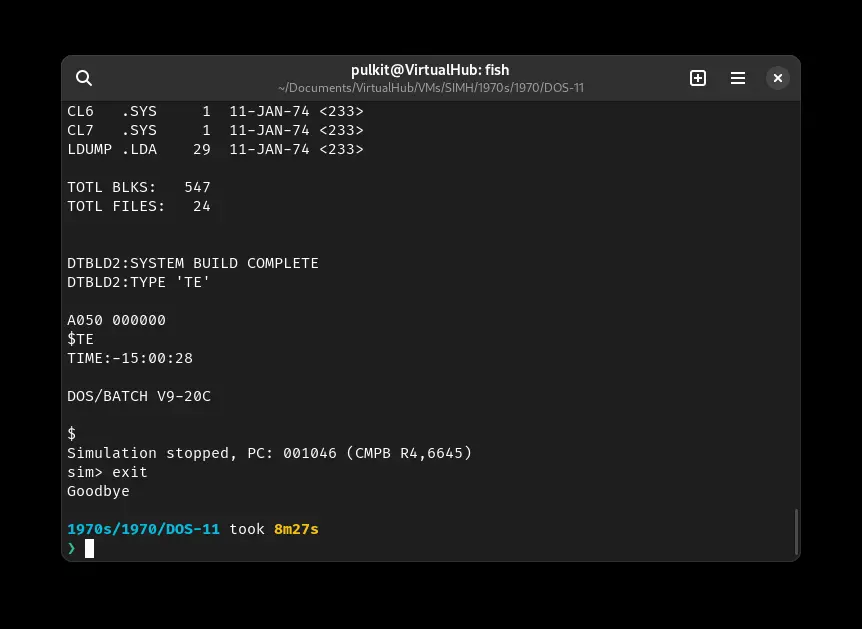 pulkit@VirtualHub: fish
~/Documents/VirtualHub/VMs/SIMH/1970s/1970/DOS-11
CL6   .SYS     1  11-JAN-74 <233>
CL7   .SYS     1  11-JAN-74 <233>
LDUMP .LDA    29  11-JAN-74 <233>
TOTL BLKS:   547
TOTL FILES:   24
DTBLD2:SYSTEM BUILD COMPLETE
DTBLD2:TYPE 'TE'
A050 000000
$TE
TIME:-15:00:28
DOS/BATCH V9-20C
$
Simulation stopped, PC: 001046 (CMPB R4,6645)
sim> exit
Goodbye
1970s/1970/DOS-11 took 8m27s
❯